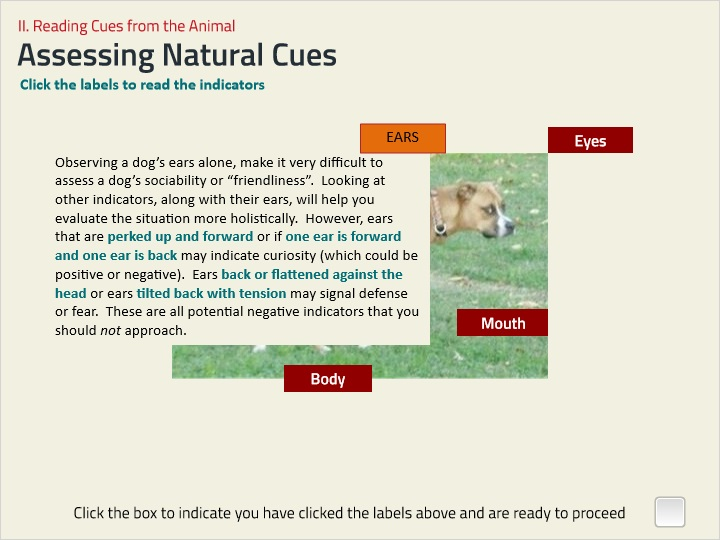 II. Reading Cues from the Animal
Assessing Natural Cues
Click the labels to read the indicators
EARS
Eyes
Observing a dog's ears alone, make it very difficult to
assess a dog's sociability or “friendliness”.  Looking at
other indicators, along with their ears, will help you
evaluate the situation more holistically.  However, ears
that are perked up and forward or if one ear is forward
and one ear is back may indicate curiosity (which could be
positive or negative).  Ears back or flattened against the
head or ears tilted back with tension may signal defense
or fear.  These are all potential negative indicators that you
should not approach.
Mouth
Body
Click the box to indicate you have clicked the labels above and are ready to proceed